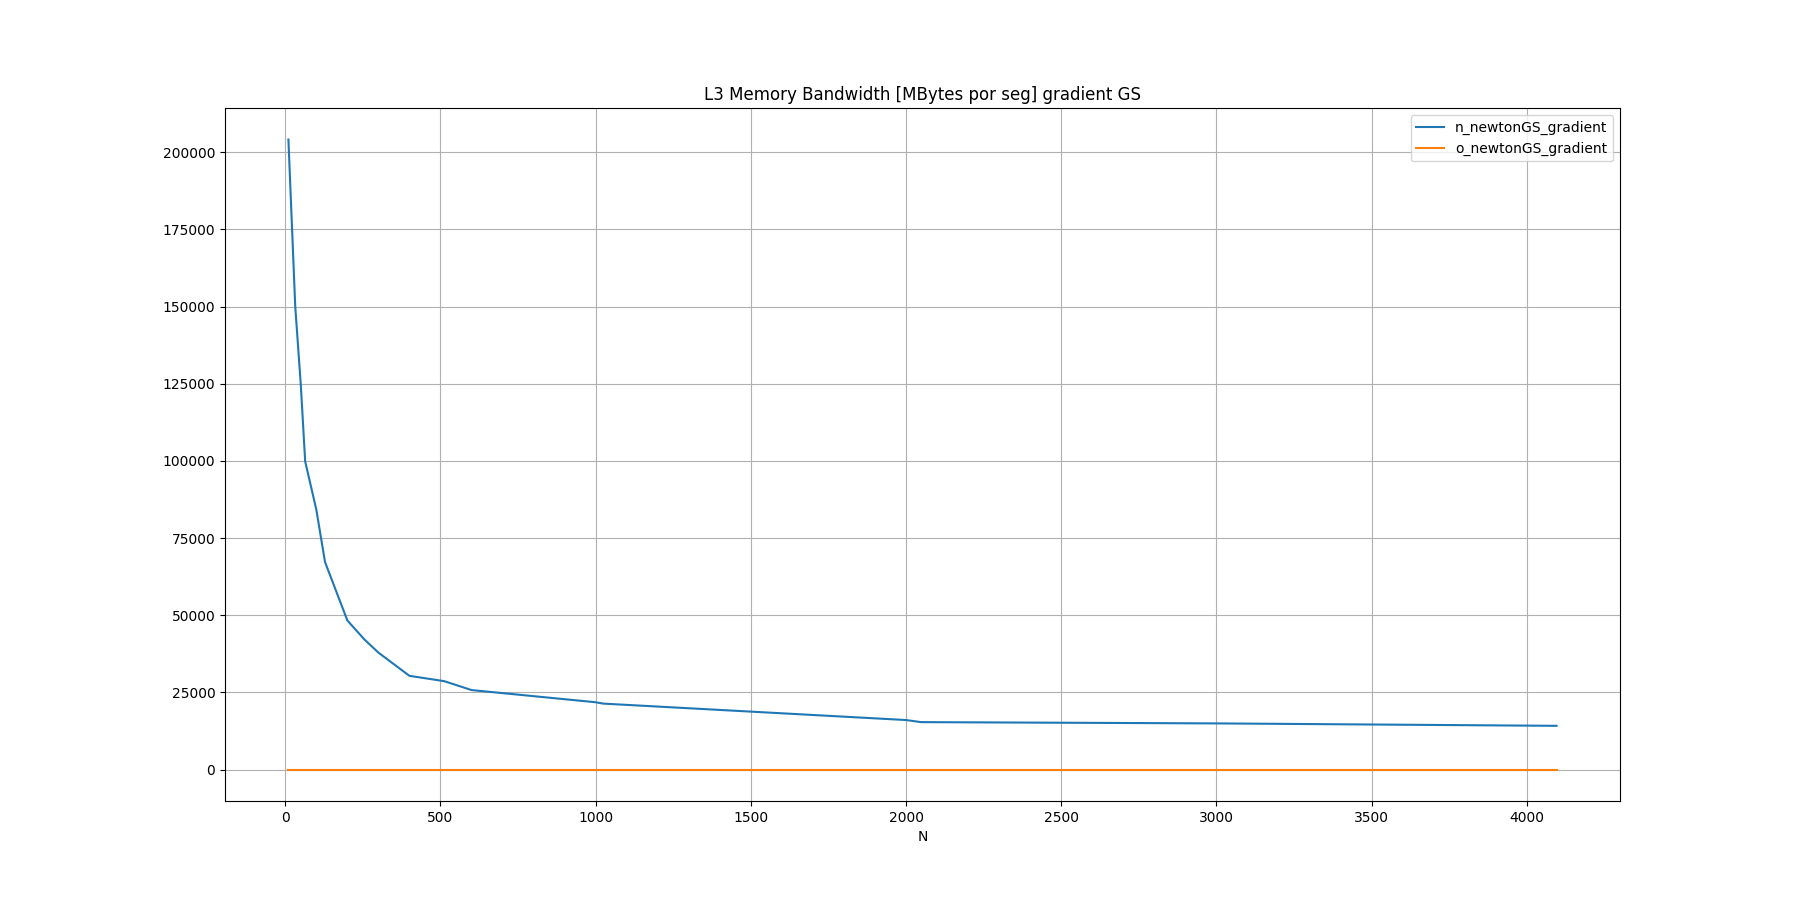 L3 Memory Bandwidth [MBytes por seg] gradient GS
n_newtonGS_gradient
o_newtonGS_gradient
200000
175000
150000
125000
100000
75000
50000
25000
0
0 500 1000 1500 2000 2500 3000 3500 4000
N